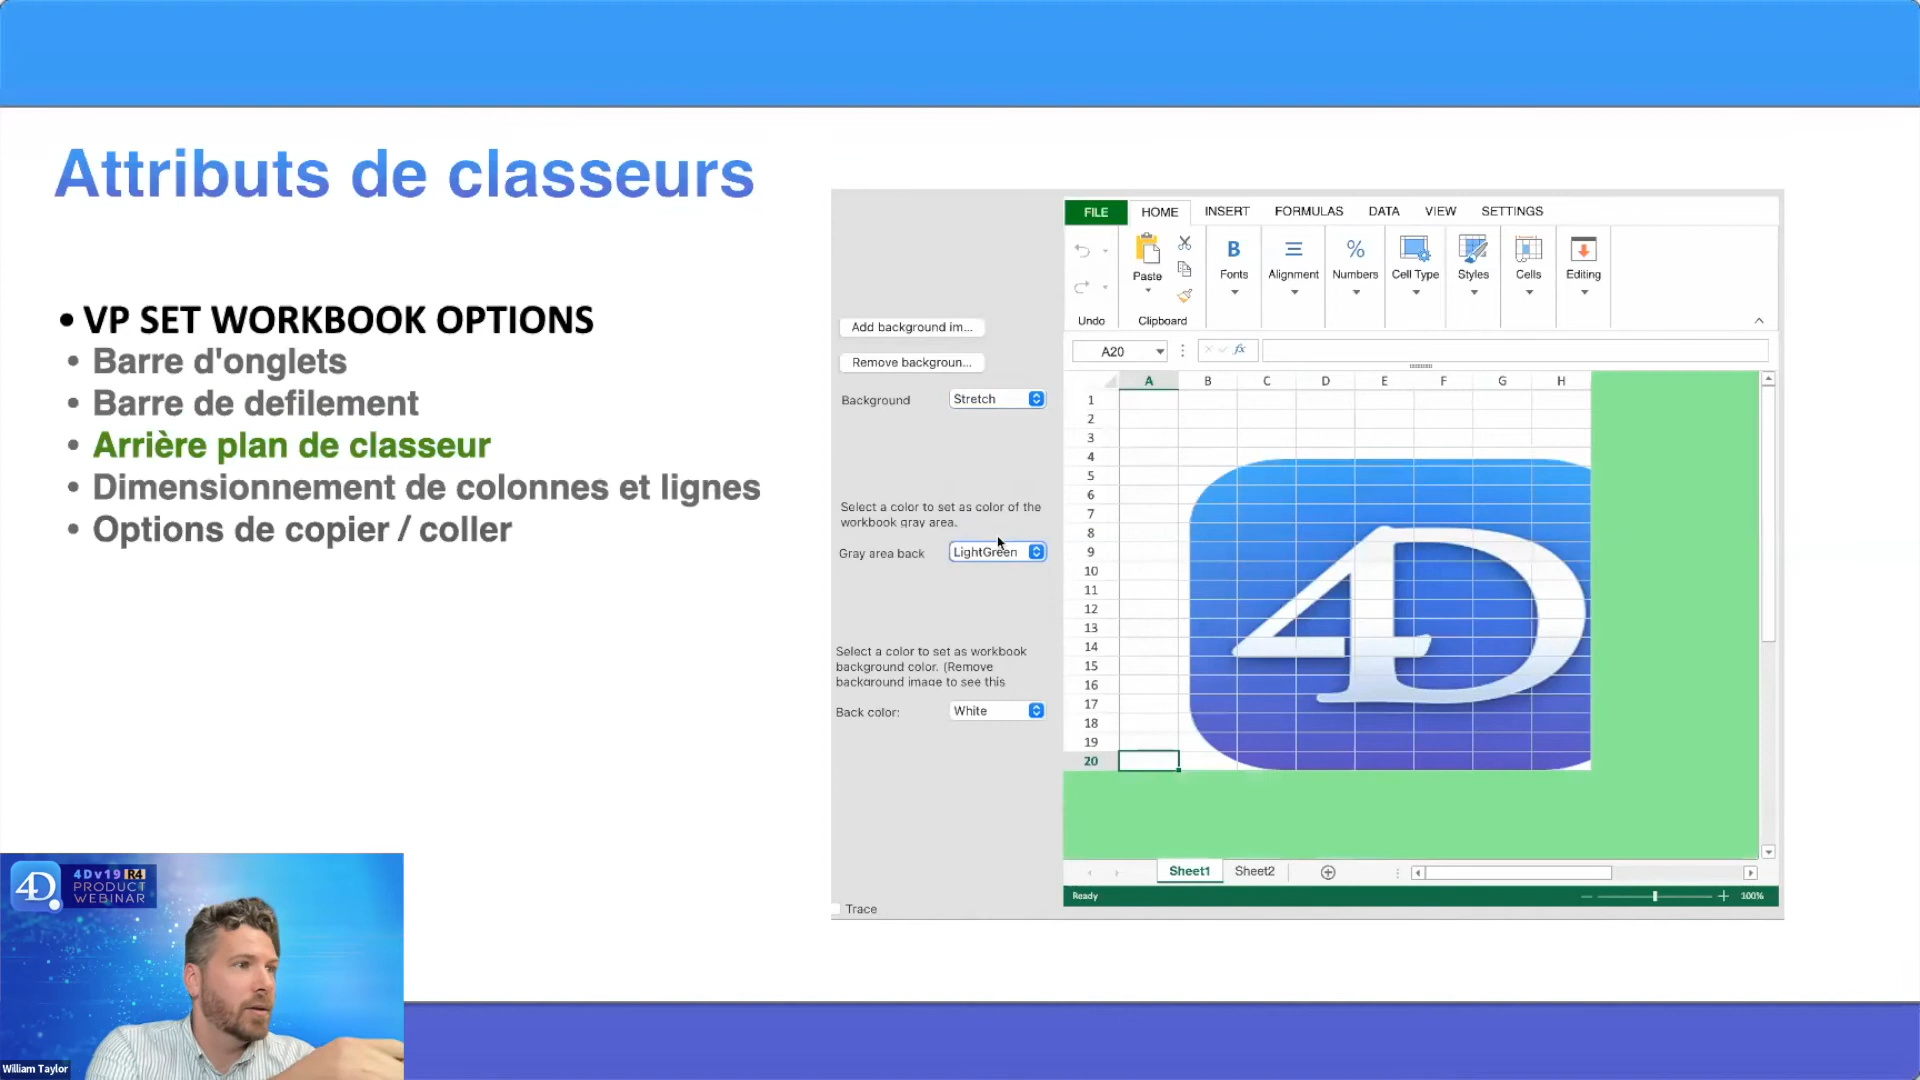 Attributs de classeurs
• VP SET WORKBOOK OPTIONS
• Barre d'onglets
• Barre de defilement
• Arrière plan de classeur
• Dimensionnement de colonnes et lignes
• Options de copier / coller
Add background im...
Remove backgroun...
Background Stretch
Select a color to set as color of the
workbook gray area.
Gray area back LightGreen
Select a color to set as workbook
background color. (Remove
background image to see this
Back color: White
Trace
FILE HOME INSERT FORMULAS DATA VIEW SETTINGS
B %
Paste Fonts Alignment Numbers Cell Type Styles Cells Editing
Undo Clipboard
A20 fx
A B C D E F G H
1
2
3
4
5
6
7
8
9
10
11
12
13
14
15
16
17
18
19
20
4D
Sheet1 Sheet2
Ready 100%
4D
4Dv19 R4
PRODUCT
WEBINAR
William Taylor